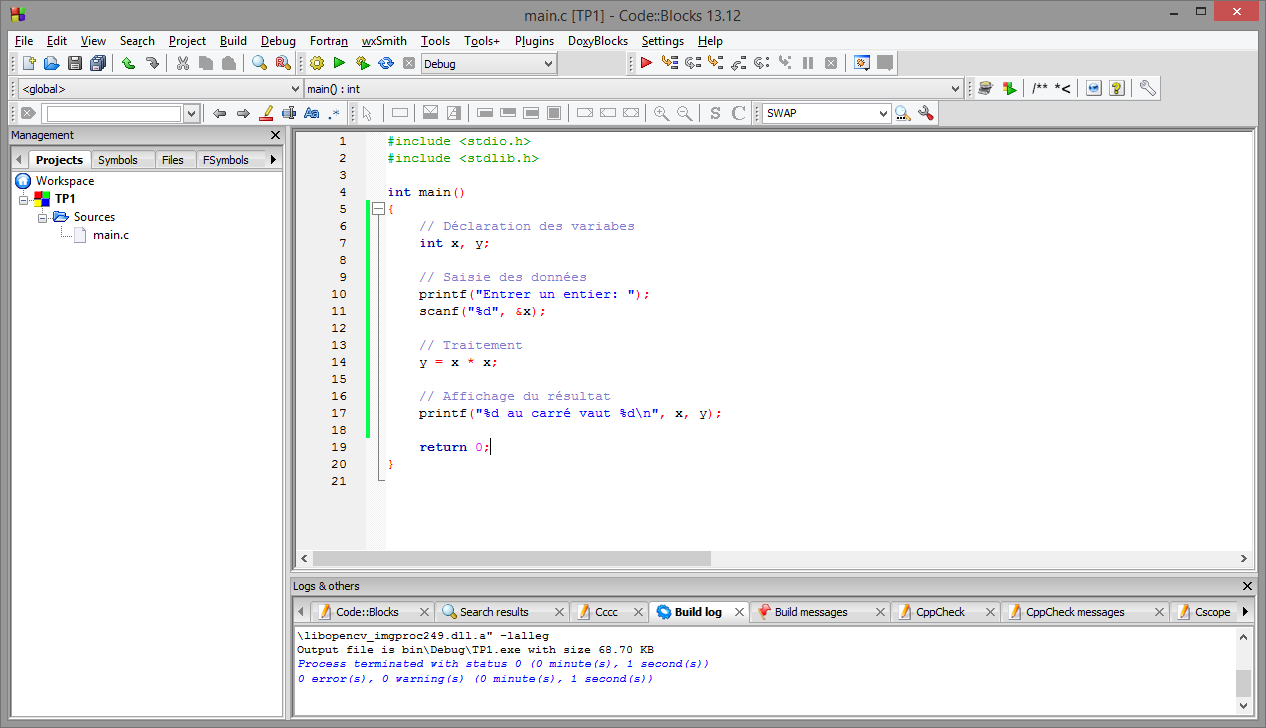 main.c [TP1] - Code::Blocks 13.12
File Edit View Search Project Build Debug Fortran wxSmith Tools Tools+ Plugins DoxyBlocks Settings Help
Debug
<global> main() : int /** *<
Aa .* S C SWAP
Management
Projects Symbols Files FSymbols
Workspace
TP1
Sources
main.c
1 #include <stdio.h>
2 #include <stdlib.h>
3
4 int main()
5 {
6 // Déclaration des variabes
7 int x, y;
8
9 // Saisie des données
10 printf("Entrer un entier: ");
11 scanf("%d", &x);
12
13 // Traitement
14 y = x * x;
15
16 // Affichage du résultat
17 printf("%d au carré vaut %d\n", x, y);
18
19 return 0;
20 }
21
Logs & others
Code::Blocks Search results Cccc Build log Build messages CppCheck CppCheck messages Cscope
\libopencv_imgproc249.dll.a" -lalleg
Output file is bin\Debug\TP1.exe with size 68.70 KB
Process terminated with status 0 (0 minute(s), 1 second(s))
0 error(s), 0 warning(s) (0 minute(s), 1 second(s))